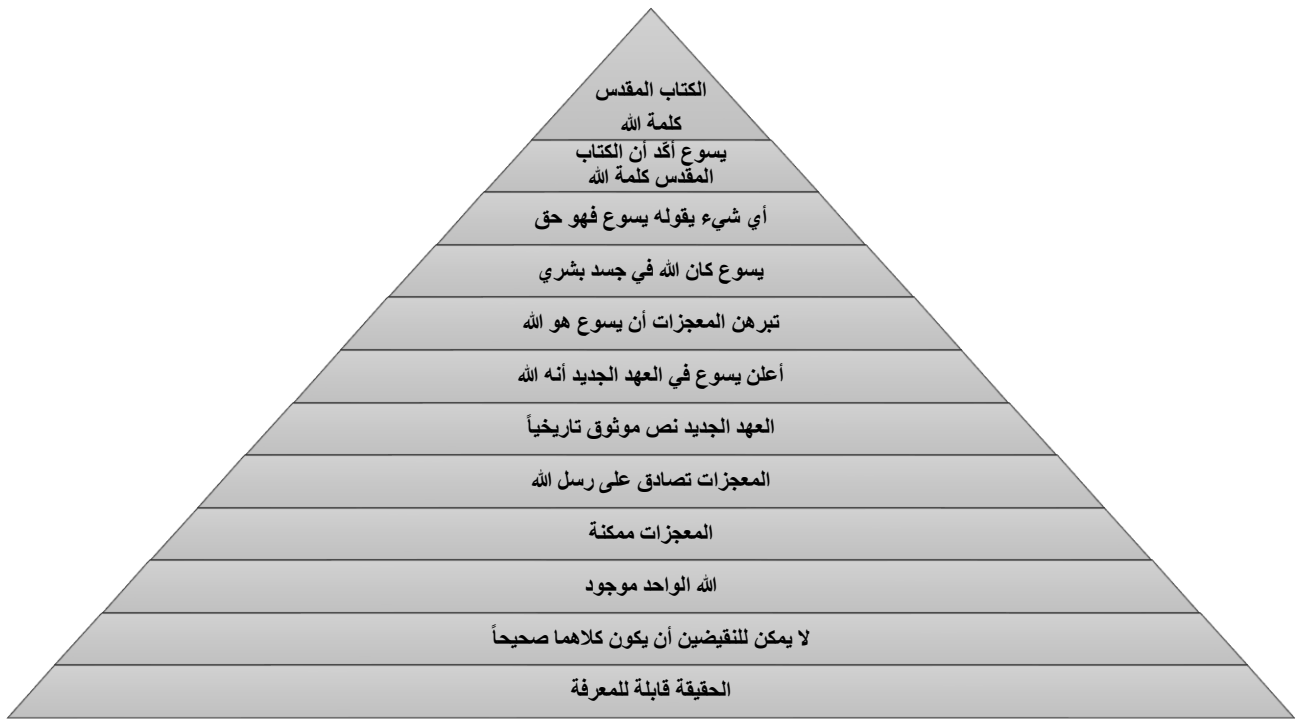 الكتاب المقدس
كلمة الله
يسوع أكّد أن الكتاب
المقدس كلمة الله
أي شيء يقوله يسوع فهو حق
يسوع كان الله في جسد بشري
تبرهن المعجزات أن يسوع هو الله
أعلن يسوع في العهد الجديد أنه الله
العهد الجديد نص موثوق تاريخياً
المعجزات تصادق على رسل الله
المعجزات ممكنة
الله الواحد موجود
لا يمكن للنقيضين أن يكون كلاهما صحيحاً
الحقيقة قابلة للمعرفة